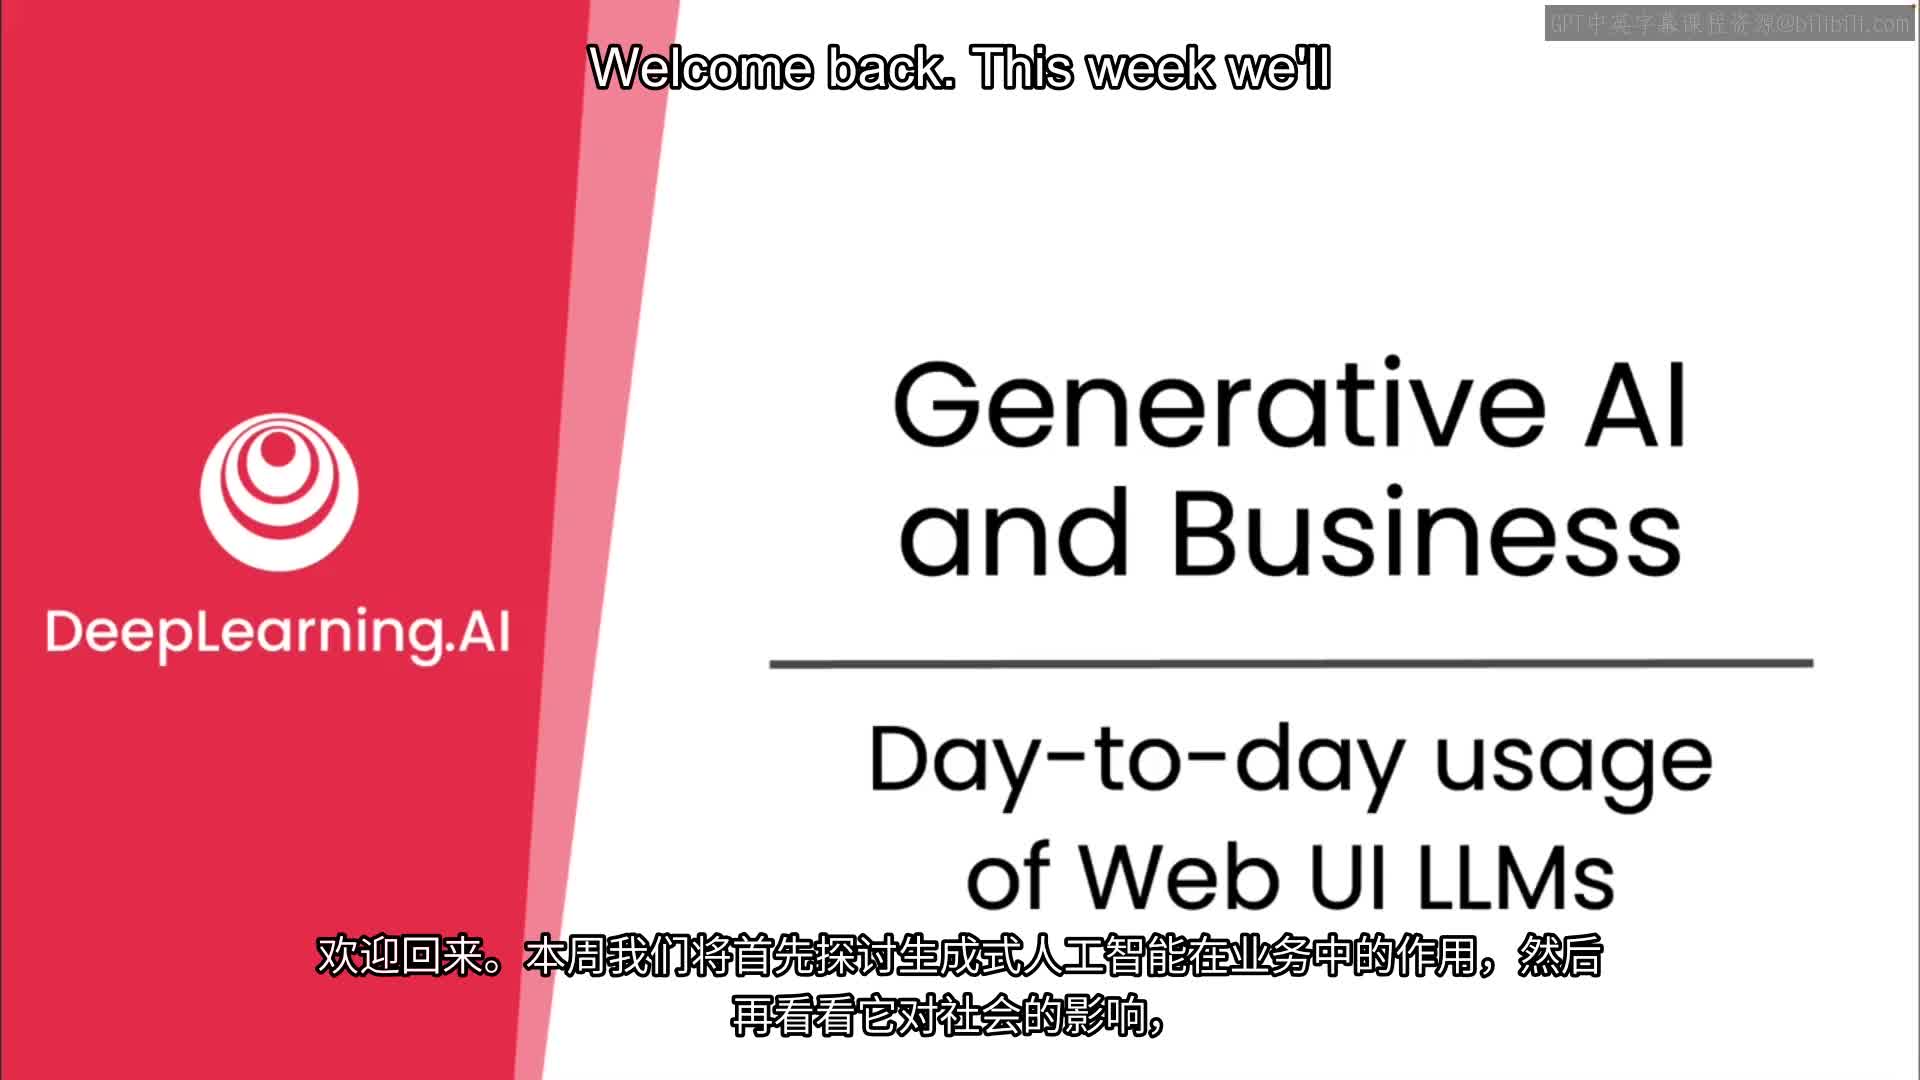 GPT中英字幕课程资源@bilibili.com
Welcome back. This week we'll
Generative AI
and Business
DeepLearning.AI
Day-to-day usage
of Web UI LLMs
欢迎回来。本周我们将首先探讨生成式人工智能在业务中的作用，然后
再看看它对社会的影响，